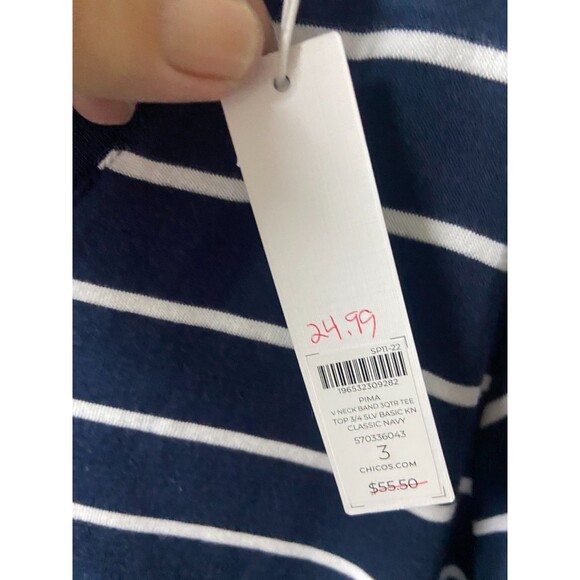 24.99
SP11-22
196532309282
PIMA
V NECK BAND 3QTR TEE
TOP 3/4 SLV BASIC KN
CLASSIC NAVY
570336043
3
CHICOS.COM
$55.50